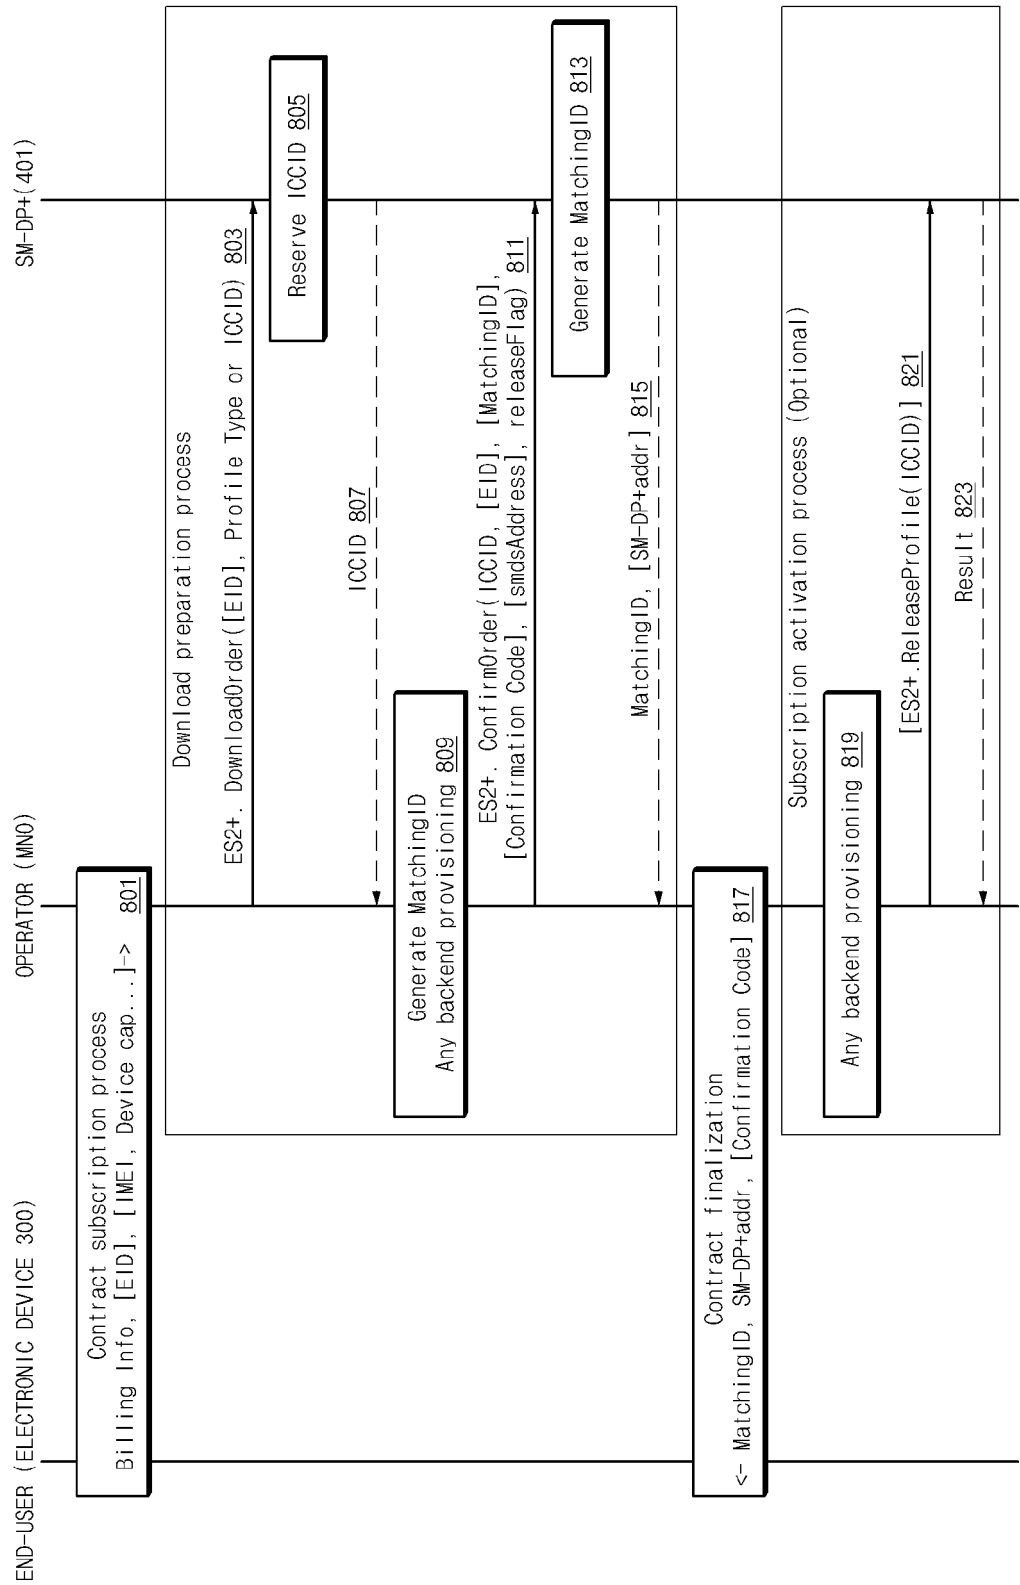 END-USER (ELECTRONIC DEVICE 300)
OPERATOR (MNO)
SM-DP+(401)
Contract subscription process
Billing Info, [EID], [IMEI, Device cap...]-> 801
Download preparation process
ES2+. DownloadOrder([EID], Profile Type or ICCID) 803
Reserve ICCID 805
ICCID 807
Generate MatchingID
Any backend provisioning 809
ES2+. ConfirmOrder(ICCID, [EID], [MatchingID],
[Confirmation Code], [smdsAddress], releaseFlag) 811
Generate MatchingID 813
MatchingID, [SM-DP+addr] 815
Contract finalization
<- MatchingID, SM-DP+addr, [Confirmation Code] 817
Subscription activation process (Optional)
Any backend provisioning 819
[ES2+.ReleaseProfile(ICCID)] 821
Result 823